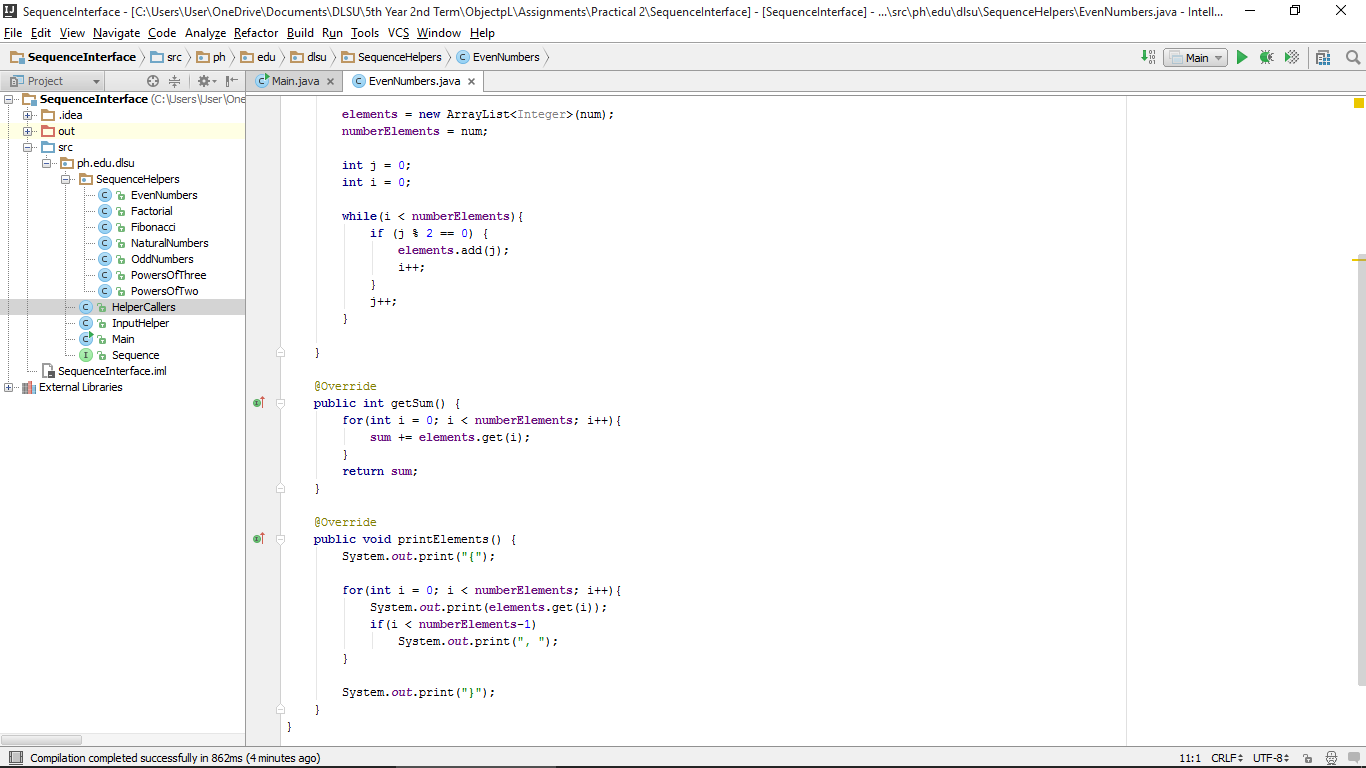 SequenceInterface - [C:\Users\User\OneDrive\Documents\DLSU\5th Year 2nd Term\ObjectpL\Assignments\Practical 2\SequenceInterface] - [SequenceInterface] - ...\src\ph\edu\dlsu\SequenceHelpers\EvenNumbers.java - Intell...
File Edit View Navigate Code Analyze Refactor Build Run Tools VCS Window Help
SequenceInterface src ph edu dlsu SequenceHelpers EvenNumbers Main
Project
Main.java EvenNumbers.java
SequenceInterface (C:\Users\User\One
.idea
out
src
ph.edu.dlsu
SequenceHelpers
EvenNumbers
Factorial
Fibonacci
NaturalNumbers
OddNumbers
PowersOfThree
PowersOfTwo
HelperCallers
InputHelper
Main
Sequence
SequenceInterface.iml
External Libraries
elements = new ArrayList<Integer>(num);
numberElements = num;
int j = 0;
int i = 0;
while(i < numberElements){
if (j % 2 == 0) {
elements.add(j);
i++;
}
j++;
}
}
@Override
public int getSum() {
for(int i = 0; i < numberElements; i++){
sum += elements.get(i);
}
return sum;
}
@Override
public void printElements() {
System.out.print("{");
for(int i = 0; i < numberElements; i++){
System.out.print(elements.get(i));
if(i < numberElements-1)
System.out.print(", ");
}
System.out.print("}");
}
}
Compilation completed successfully in 862ms (4 minutes ago) 11:1 CRLF UTF-8